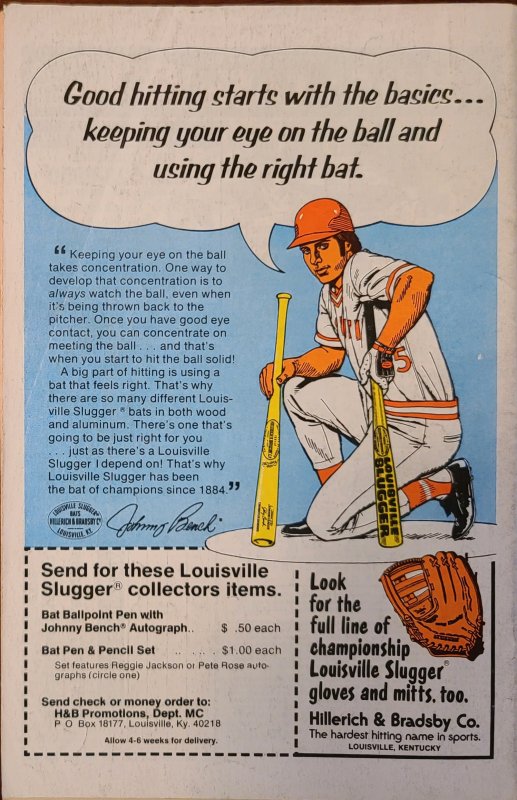 Good hitting starts with the basics...
keeping your eye on the ball and
using the right bat.
“Keeping your eye on the ball
takes concentration. One way to
develop that concentration is to
always watch the ball, even when
it's being thrown back to the
pitcher. Once you have good eye
contact, you can concentrate on
meeting the ball . . . and that's
when you start to hit the ball solid!
A big part of hitting is using a
bat that feels right. That's why
there are so many different Louis-
ville Slugger® bats in both wood
and aluminum. There's one that's
going to be just right for you
. . . just as there's a Louisville
Slugger I depend on! That's why
Louisville Slugger has been
the bat of champions since 1884.”
LOUISVILLE SLUGGER
BATS
HILLERICH & BRADSBY Co
LOUISVILLE, KY.
Johnny Bench
5
LOUISVILLE
SLUGGER
Send for these Louisville
Slugger® collectors items.
Bat Ballpoint Pen with
Johnny Bench® Autograph.. $ .50 each
Bat Pen & Pencil Set .. ..... $1.00 each
Set features Reggie Jackson or Pete Rose auto-
graphs (circle one)
Send check or money order to:
H&B Promotions, Dept. MC
P O Box 18177, Louisville, Ky. 40218
Allow 4-6 weeks for delivery.
Look
for the
full line of
championship
Louisville Slugger®
gloves and mitts, too.
Hillerich & Bradsby Co.
The hardest hitting name in sports.
LOUISVILLE, KENTUCKY